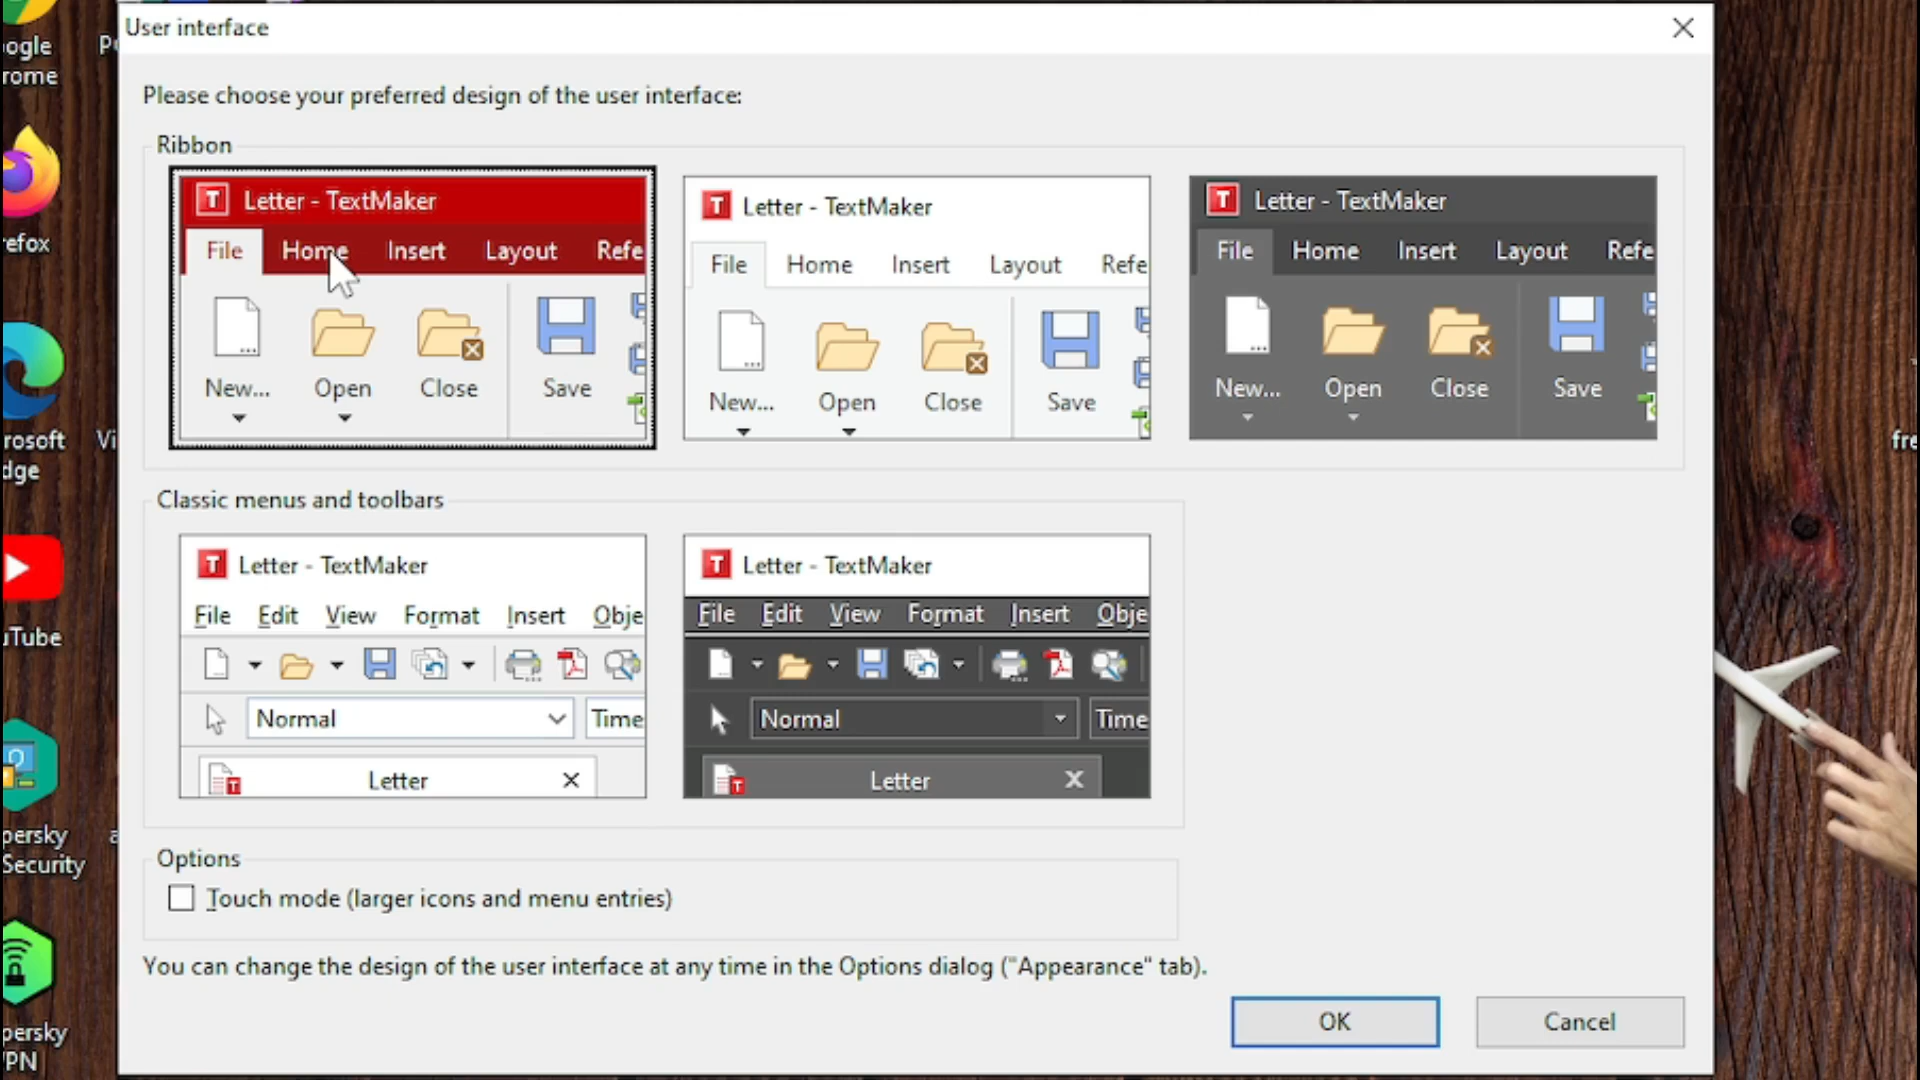 User interface
ogle
rome
Please choose your preferred design of the user interface:
Ribbon
Letter - TextMaker
File Home Insert Layout Refe
New... Open Close Save
Letter - TextMaker
File Home Insert Layout Refe
New... Open Close Save
Letter - TextMaker
File Home Insert Layout Refe
New... Open Close Save
refox
rosoft
dge
Vi
fre
Classic menus and toolbars
Letter - TextMaker
File Edit View Format Insert Obje
Normal Time
Letter
Letter - TextMaker
File Edit View Format Insert Obje
Normal Time
Letter
uTube
persky
Security
Options
Touch mode (larger icons and menu entries)
You can change the design of the user interface at any time in the Options dialog ("Appearance" tab).
OK Cancel
persky
PN